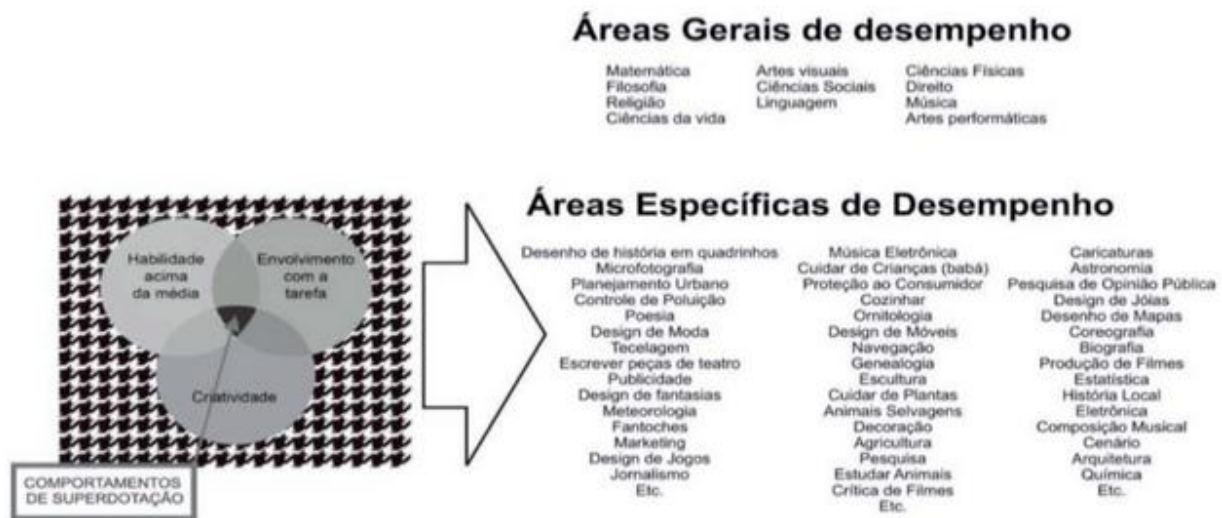 Áreas Gerais de desempenho
Matemática
Filosofia
Religião
Ciências da vida
Artes visuais
Ciências Sociais
Linguagem
Ciências Físicas
Direito
Música
Artes performáticas
Habilidade
acima
da média
Envolvimento
com a
tarefa
Criatividade
COMPORTAMENTOS
DE SUPERDOTAÇÃO
Áreas Específicas de Desempenho
Desenho de história em quadrinhos
Microfotografia
Planejamento Urbano
Controle de Poluição
Poesia
Design de Moda
Tecelagem
Escrever peças de teatro
Publicidade
Design de fantasias
Meteorologia
Fantoches
Marketing
Design de Jogos
Jornalismo
Etc.
Música Eletrônica
Cuidar de Crianças (babá)
Proteção ao Consumidor
Cozinhar
Ornitologia
Design de Móveis
Navegação
Genealogia
Escultura
Cuidar de Plantas
Animais Selvagens
Decoração
Agricultura
Pesquisa
Estudar Animais
Crítica de Filmes
Etc.
Caricaturas
Astronomia
Pesquisa de Opinião Pública
Design de Jóias
Desenho de Mapas
Coreografia
Biografia
Produção de Filmes
Estatística
História Local
Eletrônica
Composição Musical
Cenário
Arquitetura
Química
Etc.